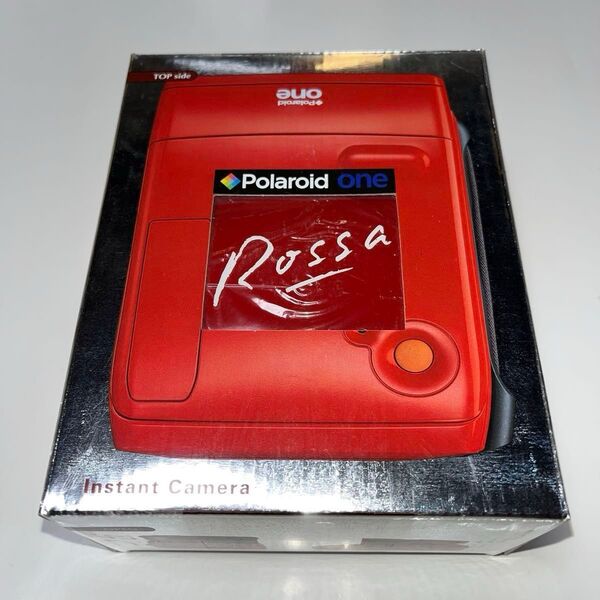 TOP side
Polaroid
one
Polaroid one
Rossa
Instant Camera